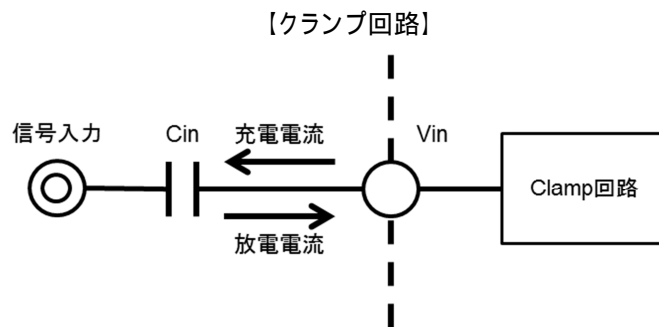 【クランプ回路】
信号入力
Cin
充電電流
Vin
Clamp回路
放電電流